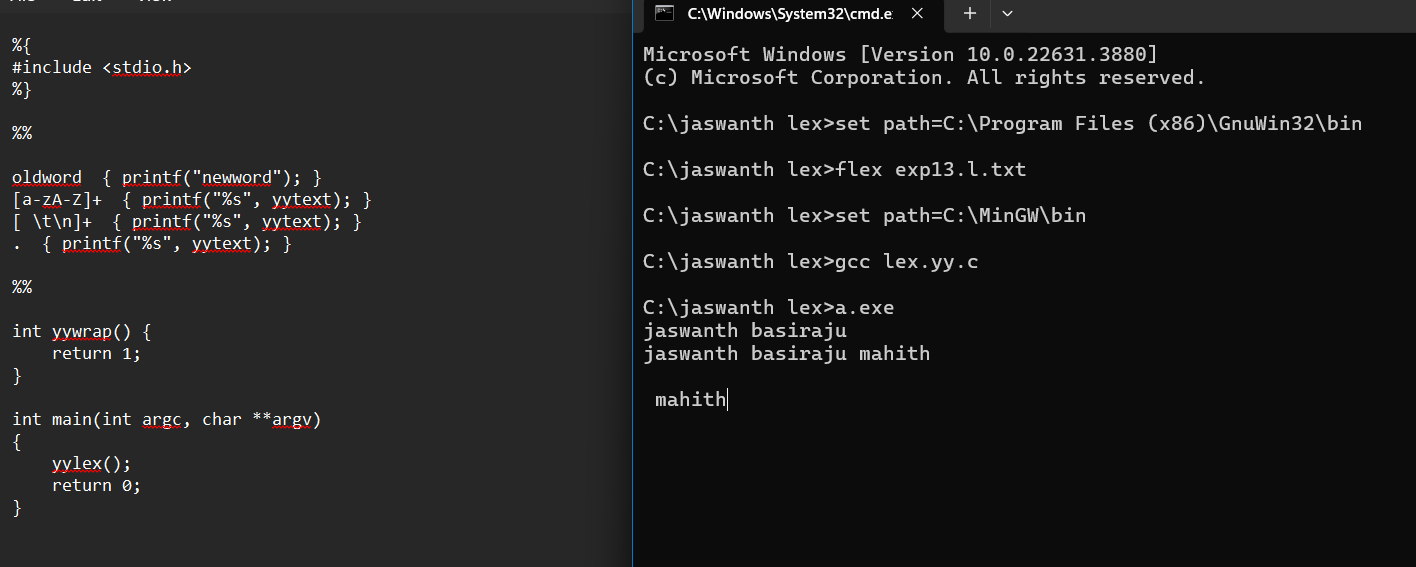 %{
#include <stdio.h>
%}
%%
oldword  { printf("newword"); }
[a-zA-Z]+  { printf("%s", yytext); }
[ \t\n]+  { printf("%s", yytext); }
.  { printf("%s", yytext); }
%%
int yywrap() {
    return 1;
}
int main(int argc, char **argv)
{
    yylex();
    return 0;
}
C:\Windows\System32\cmd.e
Microsoft Windows [Version 10.0.22631.3880]
(c) Microsoft Corporation. All rights reserved.
C:\jaswanth lex>set path=C:\Program Files (x86)\GnuWin32\bin
C:\jaswanth lex>flex exp13.l.txt
C:\jaswanth lex>set path=C:\MinGW\bin
C:\jaswanth lex>gcc lex.yy.c
C:\jaswanth lex>a.exe
jaswanth basiraju
jaswanth basiraju mahith
 mahith